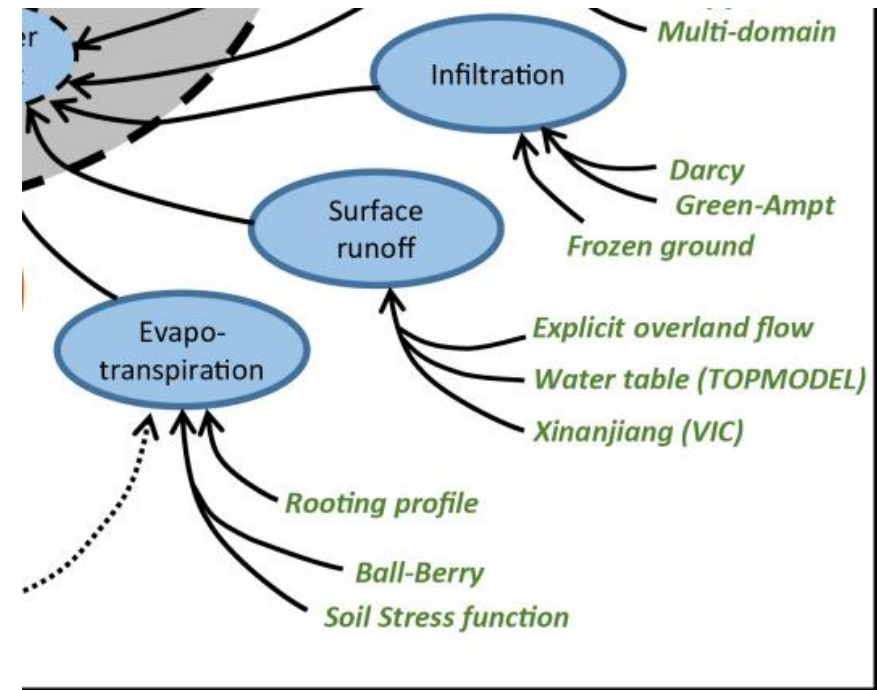 Multi-domain
er
Infiltration
Darcy
Green-Ampt
Frozen ground
Surface
runoff
Explicit overland flow
Water table (TOPMODEL)
Xinanjiang (VIC)
Evapo-
transpiration
Rooting profile
Ball-Berry
Soil Stress function